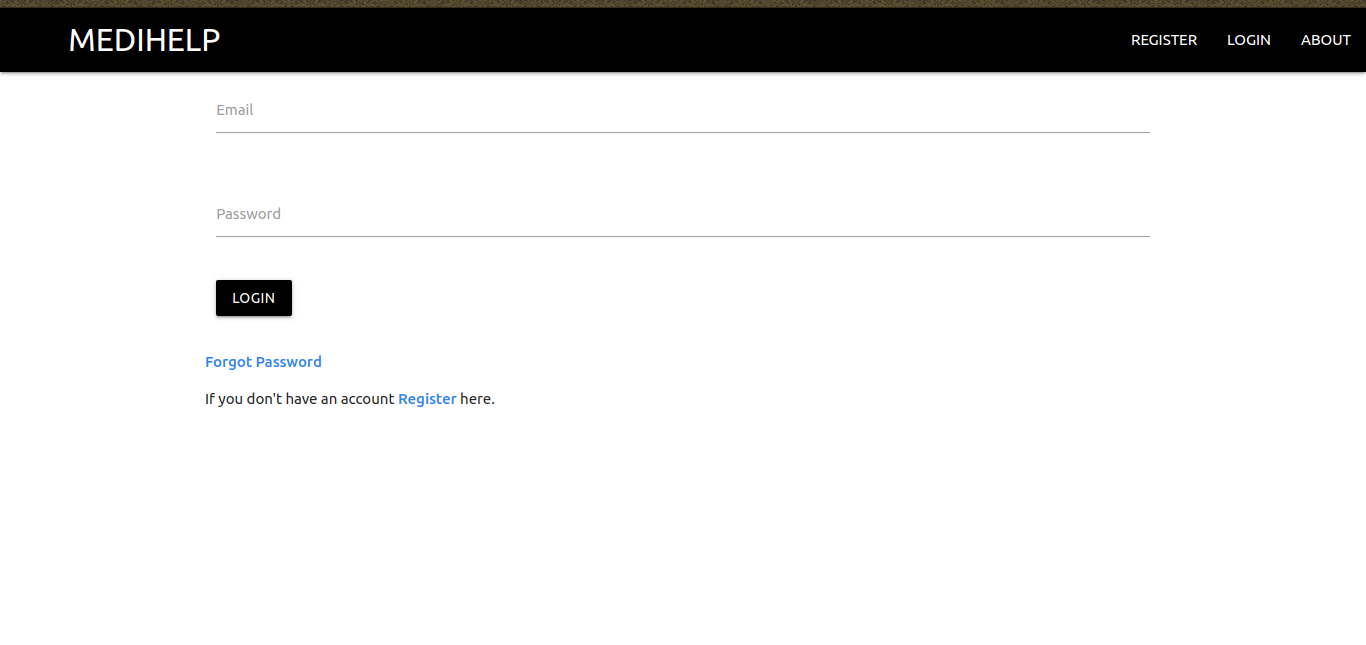 MEDIHELP
REGISTER LOGIN ABOUT
Email
Password
LOGIN
Forgot Password
If you don't have an account Register here.